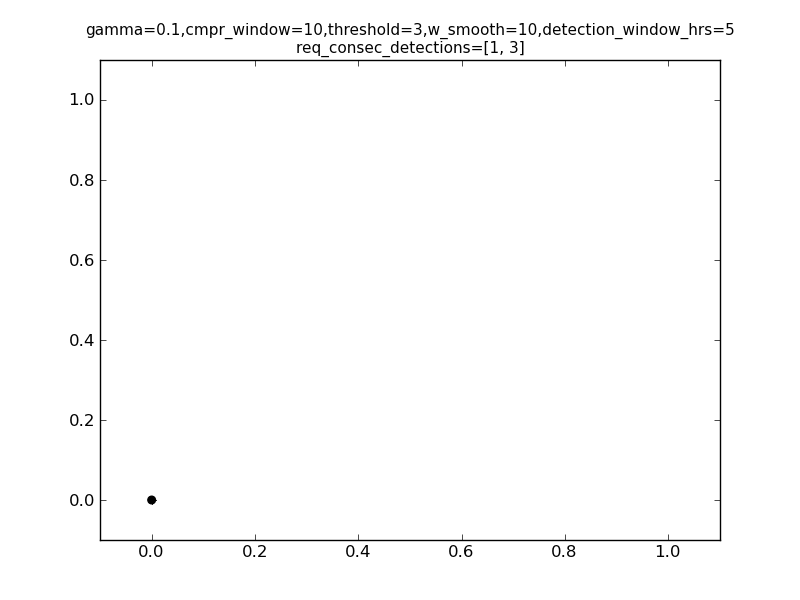 gamma=0.1,cmpr_window=10,threshold=3,w_smooth=10,detection_window_hrs=5
req_consec_detections=[1, 3]
1.0
0.8
0.6
0.4
0.2
0.0
0.0 0.2 0.4 0.6 0.8 1.0